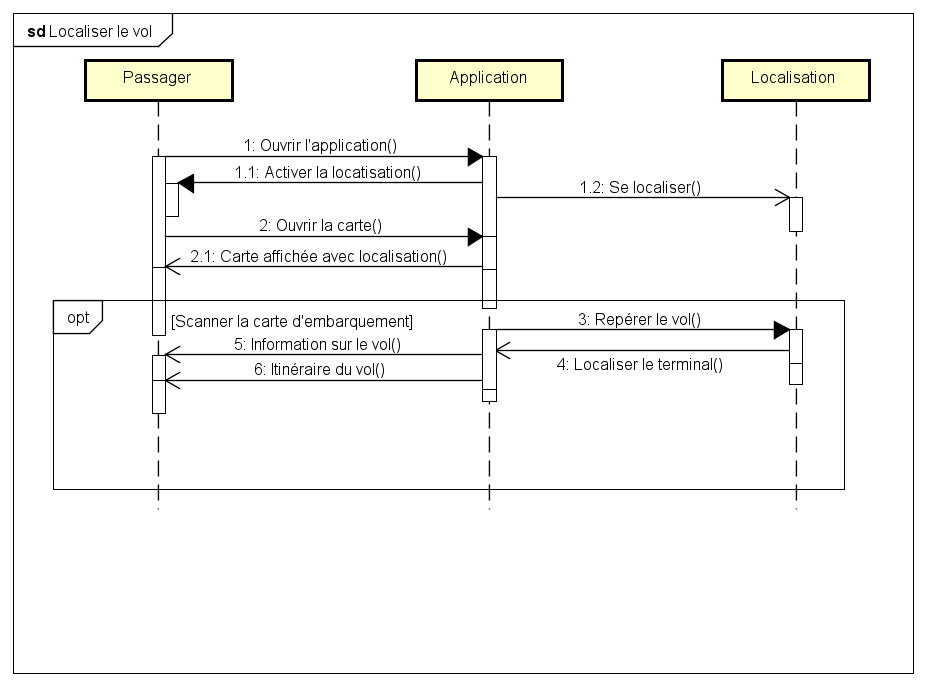 sd Localiser le vol
Passager
Application
Localisation
1: Ouvrir l'application()
1.1: Activer la locatisation()
1.2: Se localiser()
2: Ouvrir la carte()
2.1: Carte affichée avec localisation()
opt
[Scanner la carte d'embarquement]
3: Repérer le vol()
5: Information sur le vol()
4: Localiser le terminal()
6: Itinéraire du vol()